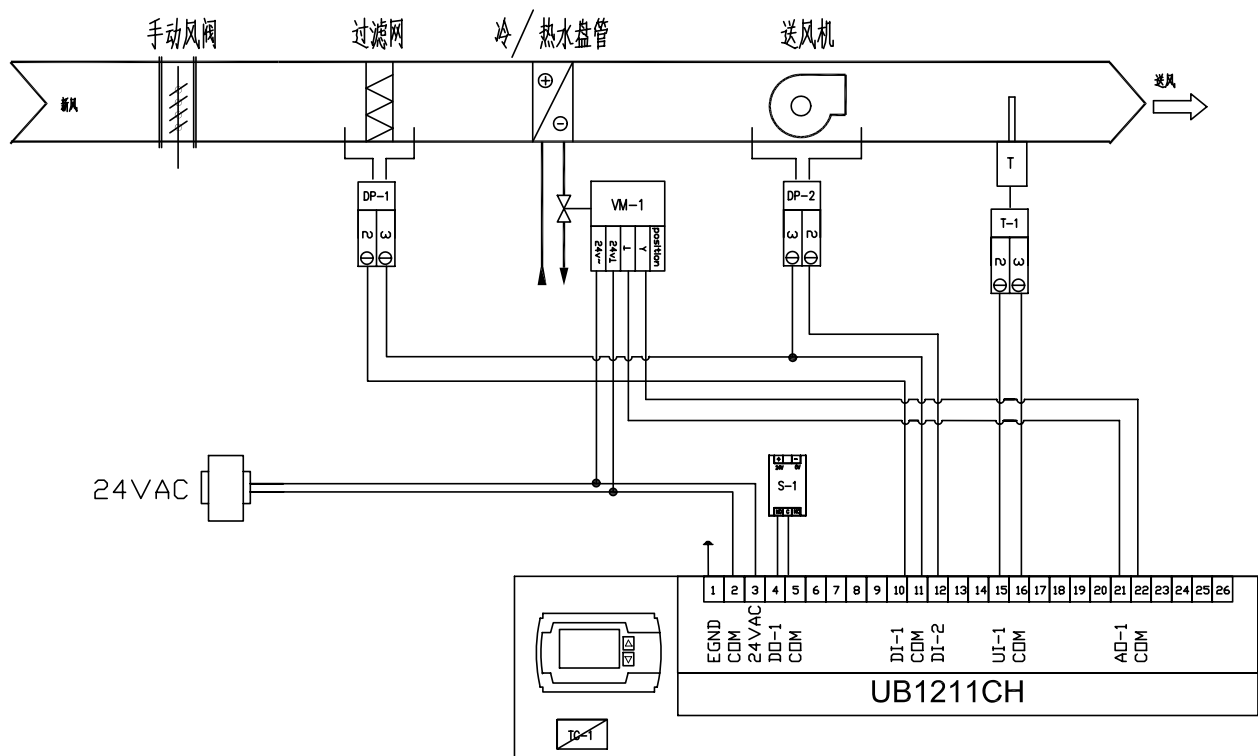 手动风阀
过滤网
冷/热水盘管
送风机
新风
送风
T
DP-1
2 3
VM-1
24v~ 24v⊥ ⊥ Y position
DP-2
3 2
T-1
2 3
24VAC
+ -
24V 0V
S-1
NO C NC
1 2 3 4 5 6 7 8 9 10 11 12 13 14 15 16 17 18 19 20 21 22 23 24 25 26
EGND
COM
24VAC
DO-1
COM
DI-1
COM
DI-2
UI-1
COM
AO-1
COM
UB1211CH
TC-1